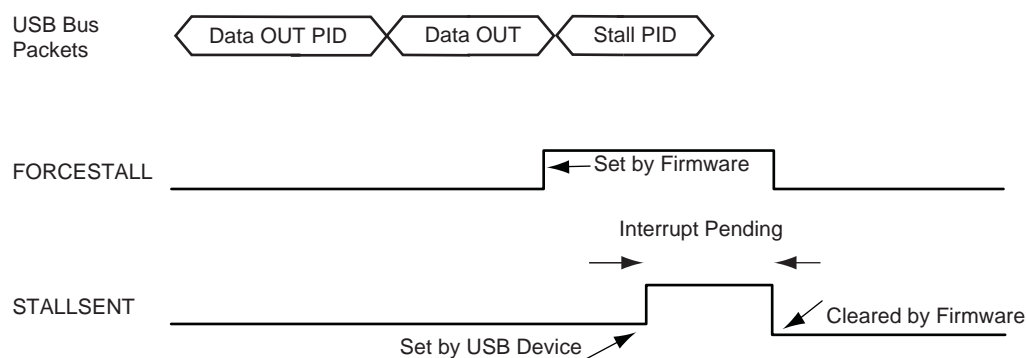 USB Bus
Packets
Data OUT PID
Data OUT
Stall PID
FORCESTALL
Set by Firmware
Interrupt Pending
STALLSENT
Cleared by Firmware
Set by USB Device